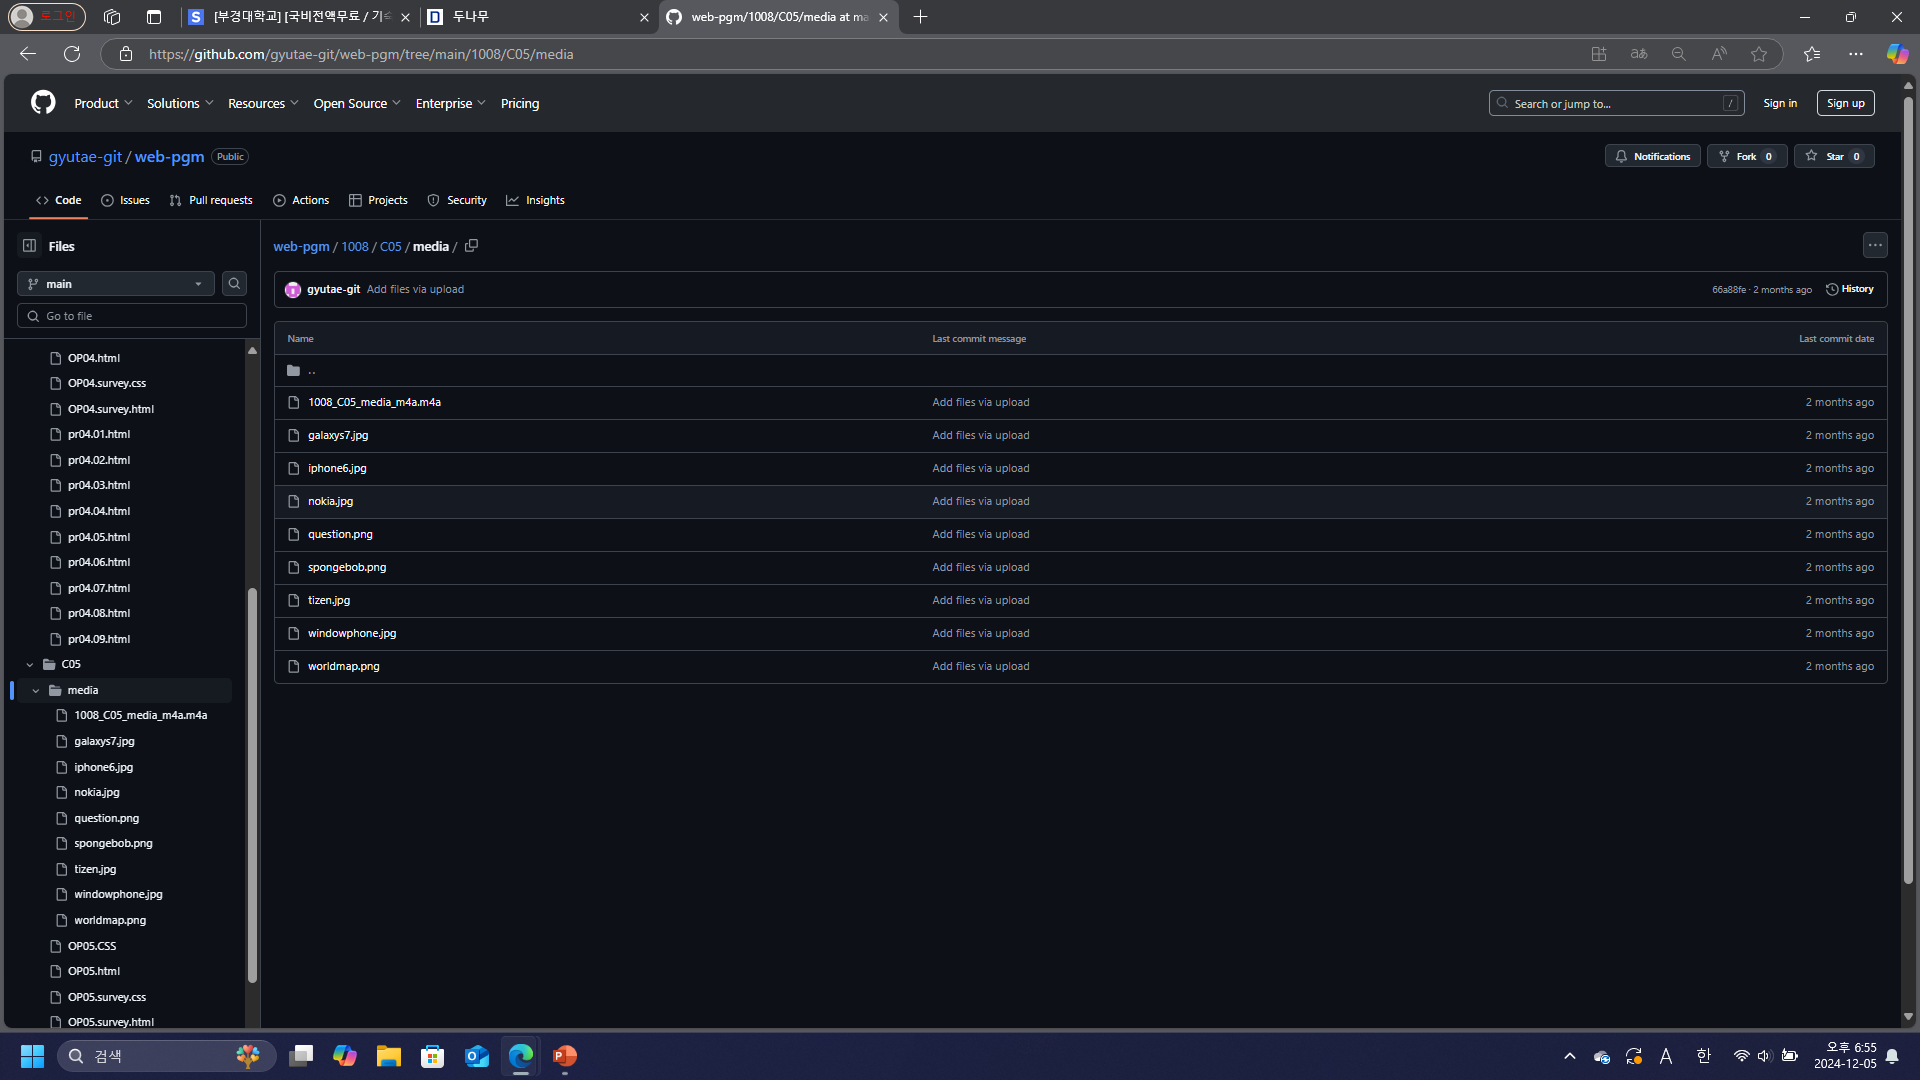 로그인
[부경대학교] [국비전액무료 / 기숙
두나무
web-pgm/1008/C05/media at ma
https://github.com/gyutae-git/web-pgm/tree/main/1008/C05/media
Product
Solutions
Resources
Open Source
Enterprise
Pricing
Search or jump to...
/
Sign in
Sign up
gyutae-git / web-pgm
Public
Notifications
Fork 0
Star 0
Code
Issues
Pull requests
Actions
Projects
Security
Insights
Files
main
Go to file
OP04.html
OP04.survey.css
OP04.survey.html
pr04.01.html
pr04.02.html
pr04.03.html
pr04.04.html
pr04.05.html
pr04.06.html
pr04.07.html
pr04.08.html
pr04.09.html
C05
media
1008_C05_media_m4a.m4a
galaxys7.jpg
iphone6.jpg
nokia.jpg
question.png
spongebob.png
tizen.jpg
windowphone.jpg
worldmap.png
OP05.CSS
OP05.html
OP05.survey.css
OP05.survey.html
web-pgm / 1008 / C05 / media /
gyutae-git Add files via upload
66a88fe · 2 months ago
History
Name Last commit message Last commit date
..
1008_C05_media_m4a.m4a Add files via upload 2 months ago
galaxys7.jpg Add files via upload 2 months ago
iphone6.jpg Add files via upload 2 months ago
nokia.jpg Add files via upload 2 months ago
question.png Add files via upload 2 months ago
spongebob.png Add files via upload 2 months ago
tizen.jpg Add files via upload 2 months ago
windowphone.jpg Add files via upload 2 months ago
worldmap.png Add files via upload 2 months ago
검색
A
한
오후 6:55
2024-12-05